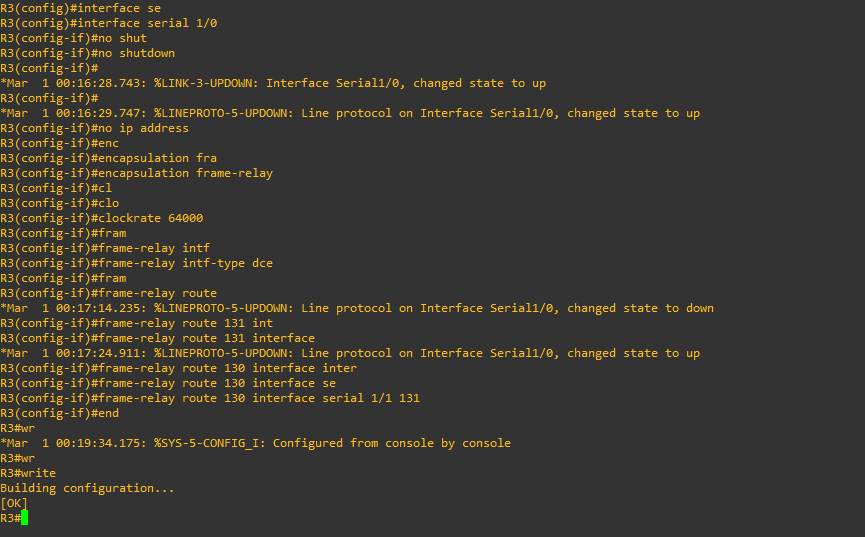 R3(config)#interface se
R3(config)#interface serial 1/0
R3(config-if)#no shut
R3(config-if)#no shutdown
R3(config-if)#
*Mar  1 00:16:28.743: %LINK-3-UPDOWN: Interface Serial1/0, changed state to up
R3(config-if)#
*Mar  1 00:16:29.747: %LINEPROTO-5-UPDOWN: Line protocol on Interface Serial1/0, changed state to up
R3(config-if)#no ip address
R3(config-if)#enc
R3(config-if)#encapsulation fra
R3(config-if)#encapsulation frame-relay
R3(config-if)#cl
R3(config-if)#clo
R3(config-if)#clockrate 64000
R3(config-if)#fram
R3(config-if)#frame-relay intf
R3(config-if)#frame-relay intf-type dce
R3(config-if)#fram
R3(config-if)#frame-relay route
*Mar  1 00:17:14.235: %LINEPROTO-5-UPDOWN: Line protocol on Interface Serial1/0, changed state to down
R3(config-if)#frame-relay route 131 int
R3(config-if)#frame-relay route 131 interface
*Mar  1 00:17:24.911: %LINEPROTO-5-UPDOWN: Line protocol on Interface Serial1/0, changed state to up
R3(config-if)#frame-relay route 130 interface inter
R3(config-if)#frame-relay route 130 interface se
R3(config-if)#frame-relay route 130 interface serial 1/1 131
R3(config-if)#end
R3#wr
*Mar  1 00:19:34.175: %SYS-5-CONFIG_I: Configured from console by console
R3#wr
R3#write
Building configuration...
[OK]
R3#